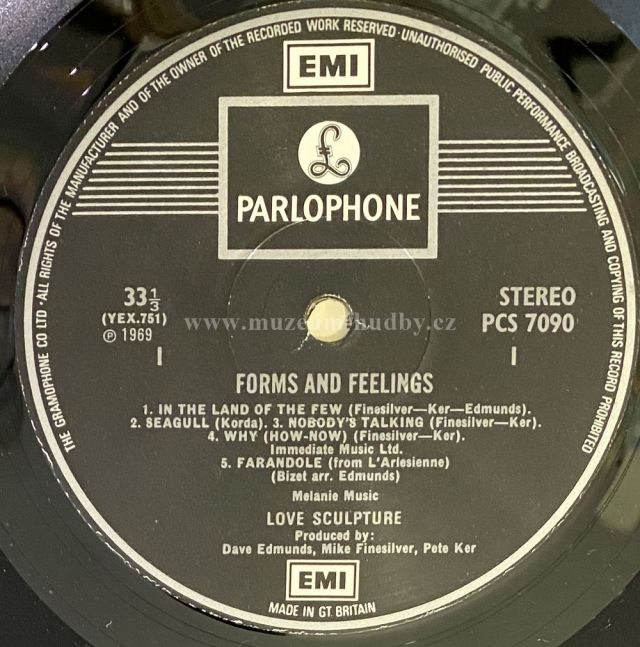 THE GRAMOPHONE CO LTD · ALL RIGHTS OF THE MANUFACTURER AND OF THE OWNER OF THE RECORDED WORK RESERVED · UNAUTHORISED PUBLIC PERFORMANCE BROADCASTING AND COPYING OF THIS RECORD PROHIBITED
EMI
£
PARLOPHONE
33⅓
(YEX.751)
℗ 1969
I
STEREO
PCS 7090
I
www.muzeumhudby.cz
FORMS AND FEELINGS
1. IN THE LAND OF THE FEW (Finesilver—Ker—Edmunds).
2. SEAGULL (Korda). 3. NOBODY'S TALKING (Finesilver—Ker).
4. WHY (HOW-NOW) (Finesilver—Ker).
Immediate Music Ltd.
5. FARANDOLE (from L'Arlesienne)
(Bizet arr. Edmunds)
Melanie Music
LOVE SCULPTURE
Produced by:
Dave Edmunds, Mike Finesilver, Pete Ker
EMI
MADE IN GT. BRITAIN